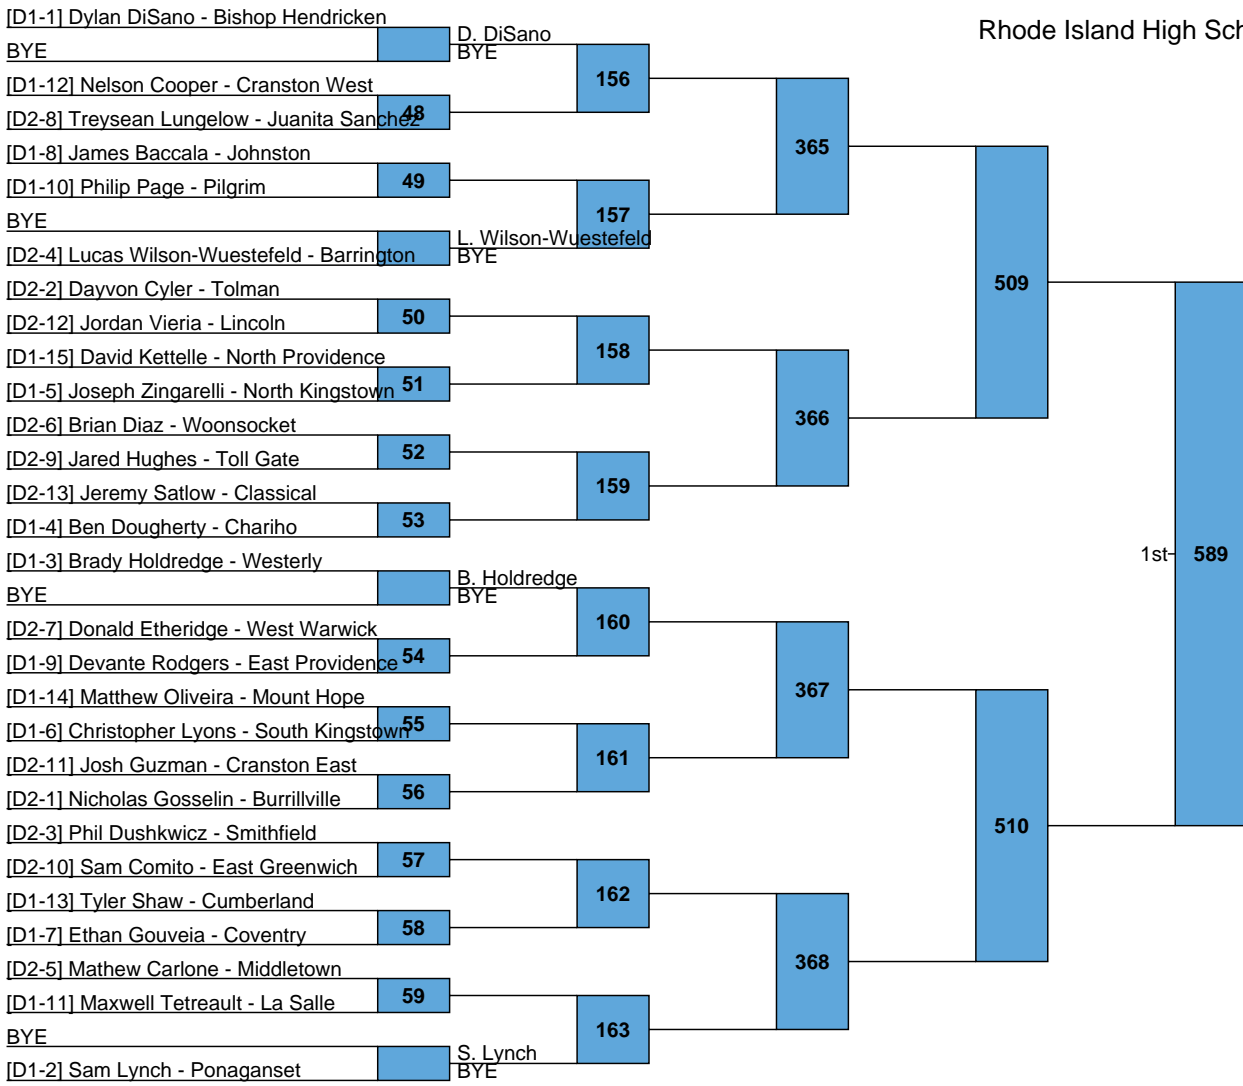 [D1-1] Dylan DiSano - Bishop Hendricken
Rhode Island High Sch
D. DiSano
BYE
BYE
156
[D1-12] Nelson Cooper - Cranston West
48
[D2-8] Treysean Lungelow - Juanita Sanchez
365
[D1-8] James Baccala - Johnston
49
[D1-10] Philip Page - Pilgrim
157
BYE
L. Wilson-Wuestefeld
BYE
[D2-4] Lucas Wilson-Wuestefeld - Barrington
[D2-2] Dayvon Cyler - Tolman
509
50
[D2-12] Jordan Vieria - Lincoln
158
[D1-15] David Kettelle - North Providence
51
[D1-5] Joseph Zingarelli - North Kingstown
366
[D2-6] Brian Diaz - Woonsocket
52
[D2-9] Jared Hughes - Toll Gate
159
[D2-13] Jeremy Satlow - Classical
53
[D1-4] Ben Dougherty - Chariho
1st
589
[D1-3] Brady Holdredge - Westerly
B. Holdredge
BYE
BYE
160
[D2-7] Donald Etheridge - West Warwick
54
[D1-9] Devante Rodgers - East Providence
367
[D1-14] Matthew Oliveira - Mount Hope
55
[D1-6] Christopher Lyons - South Kingstown
161
[D2-11] Josh Guzman - Cranston East
56
[D2-1] Nicholas Gosselin - Burrillville
510
[D2-3] Phil Dushkwicz - Smithfield
57
[D2-10] Sam Comito - East Greenwich
162
[D1-13] Tyler Shaw - Cumberland
58
[D1-7] Ethan Gouveia - Coventry
368
[D2-5] Mathew Carlone - Middletown
59
[D1-11] Maxwell Tetreault - La Salle
163
BYE
S. Lynch
BYE
[D1-2] Sam Lynch - Ponaganset